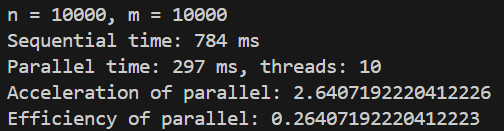 n = 10000, m = 10000
Sequential time: 784 ms
Parallel time: 297 ms, threads: 10
Acceleration of parallel: 2.6407192220412226
Efficiency of parallel: 0.26407192220412223